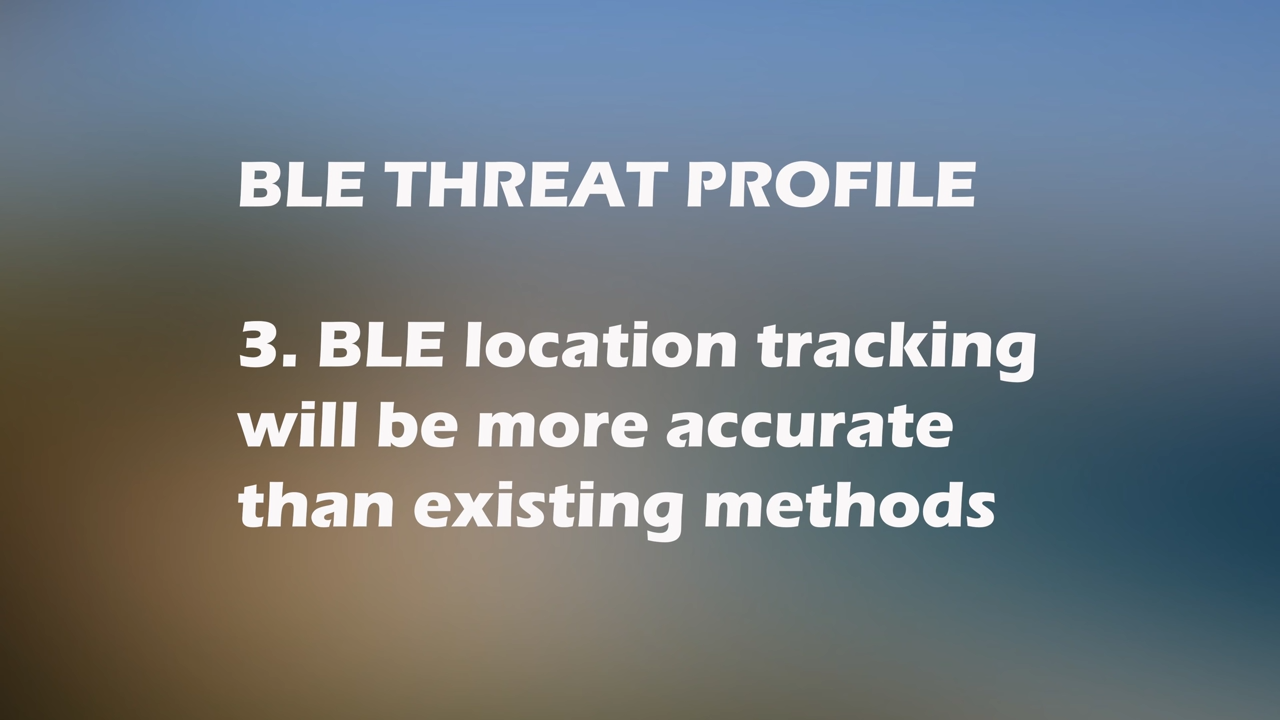 BLE THREAT PROFILE
3. BLE location tracking
will be more accurate
than existing methods